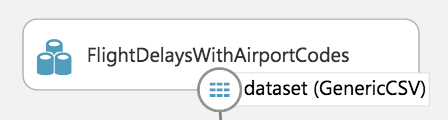 FlightDelaysWithAirportCodes
dataset (GenericCSV)